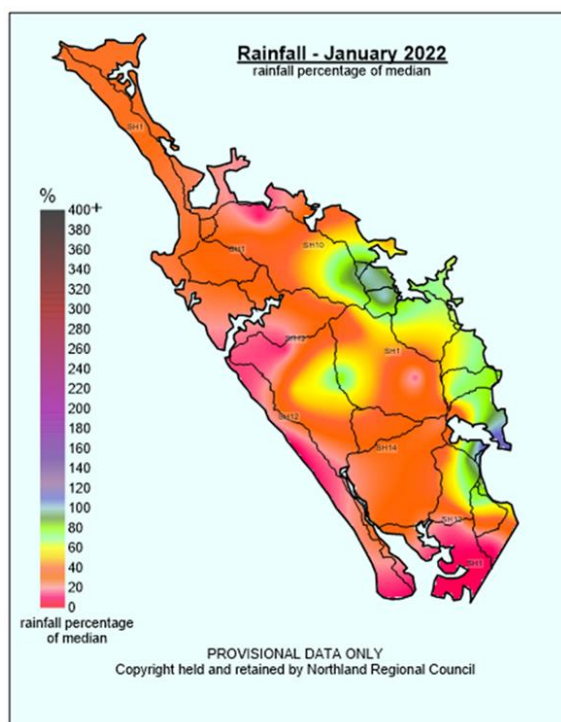 Rainfall - January 2022
rainfall percentage of median
SH1
%
400+
380
360
340
320
300
280
260
240
220
200
180
160
140
120
100
80
60
40
20
0
rainfall percentage
of median
SH10
SH1
SH12
SH1
SH12
SH14
SH12
SH1
PROVISIONAL DATA ONLY
Copyright held and retained by Northland Regional Council